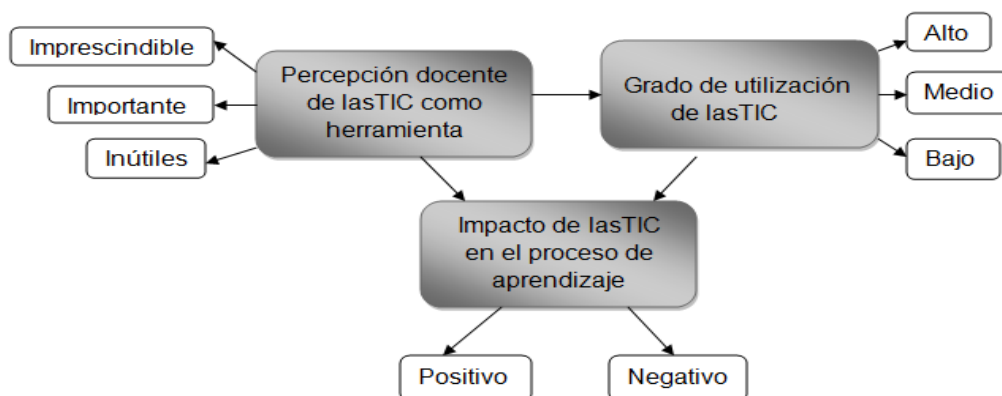 Imprescindible
Importante
Inútiles
Percepción docente
de lasTIC como
herramienta
Grado de utilización
de lasTIC
Alto
Medio
Bajo
Impacto de lasTIC
en el proceso de
aprendizaje
Positivo
Negativo